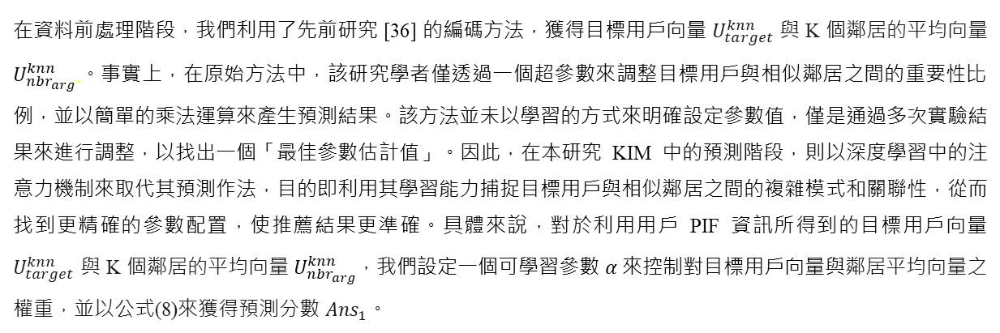 在資料前處理階段，我們利用了先前研究 [36] 的編碼方法，獲得目標用戶向量 $U_{target}^{knn}$ 與 K 個鄰居的平均向量
$U_{nbr_{arg}}^{knn}$。事實上，在原始方法中，該研究學者僅透過一個超參數來調整目標用戶與相似鄰居之間的重要性比
例，並以簡單的乘法運算來產生預測結果。該方法並未以學習的方式來明確設定參數值，僅是通過多次實驗結
果來進行調整，以找出一個「最佳參數估計值」。因此，在本研究 KIM 中的預測階段，則以深度學習中的注
意力機制來取代其預測作法，目的即利用其學習能力捕捉目標用戶與相似鄰居之間的複雜模式和關聯性，從而
找到更精確的參數配置，使推薦結果更準確。具體來說，對於利用用戶 PIF 資訊所得到的目標用戶向量
$U_{target}^{knn}$ 與 K 個鄰居的平均向量 $U_{nbr_{arg}}^{knn}$，我們設定一個可學習參數 $\alpha$ 來控制對目標用戶向量與鄰居平均向量之
權重，並以公式(8)來獲得預測分數 $Ans_1$。